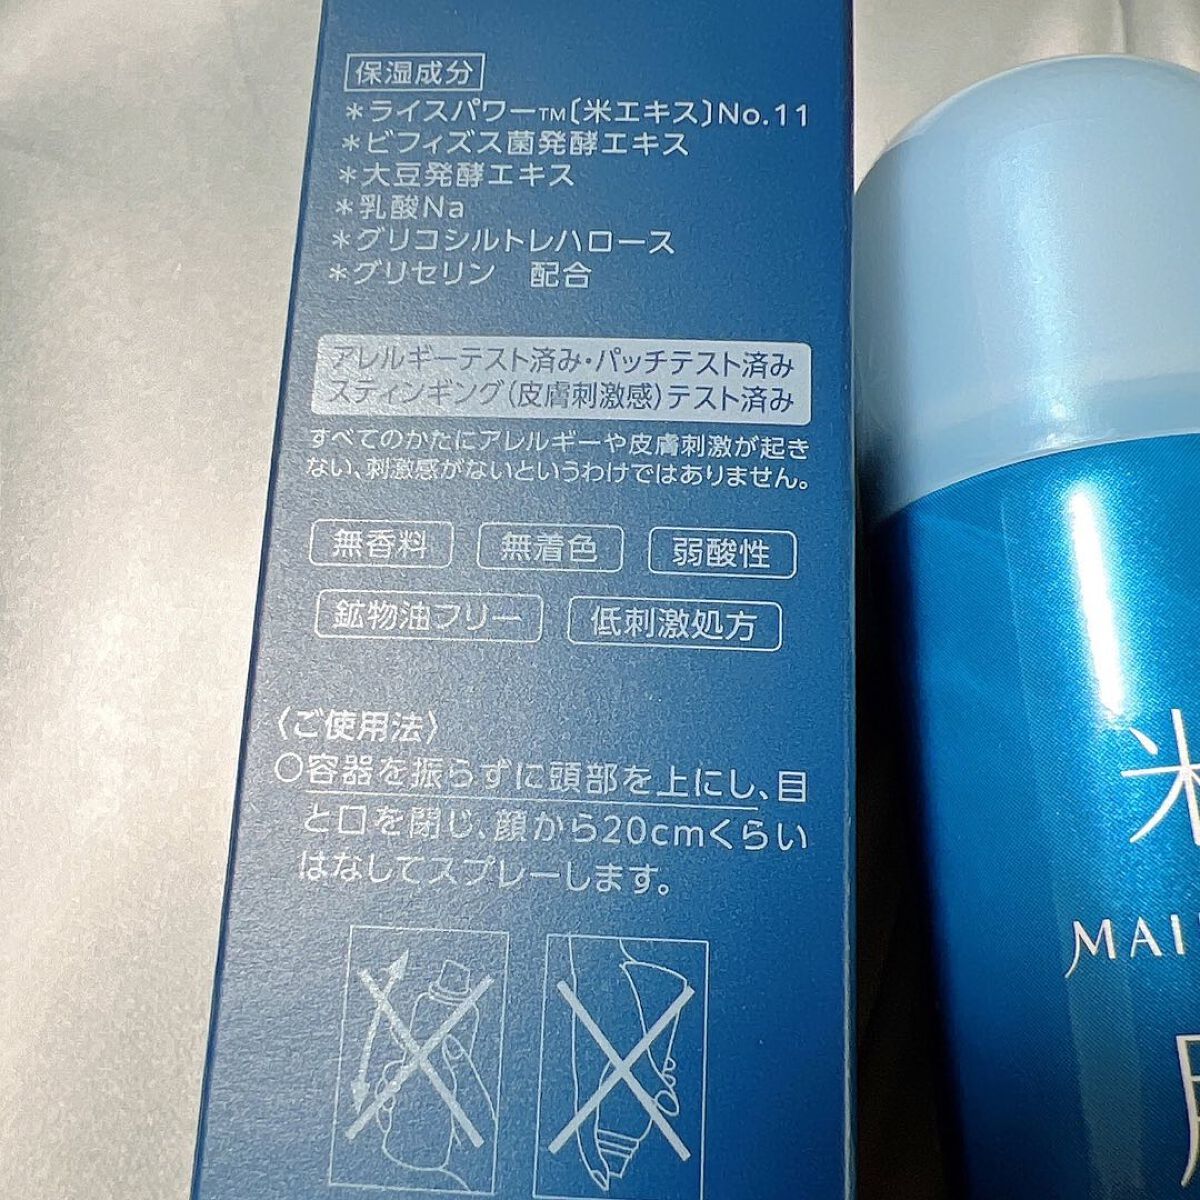 保湿成分
＊ライスパワー™〔米エキス〕No.11
＊ビフィズス菌発酵エキス
＊大豆発酵エキス
＊乳酸Na
＊グリコシルトレハロース
＊グリセリン　配合
アレルギーテスト済み・パッチテスト済み
スティンギング（皮膚刺激感）テスト済み
すべてのかたにアレルギーや皮膚刺激が起き
ない、刺激感がないというわけではありません。
無香料 無着色 弱酸性
鉱物油フリー 低刺激処方
〈ご使用法〉
○容器を振らずに頭部を上にし、目
と口を閉じ、顔から20cmくらい
はなしてスプレーします。
米
MAI
肌